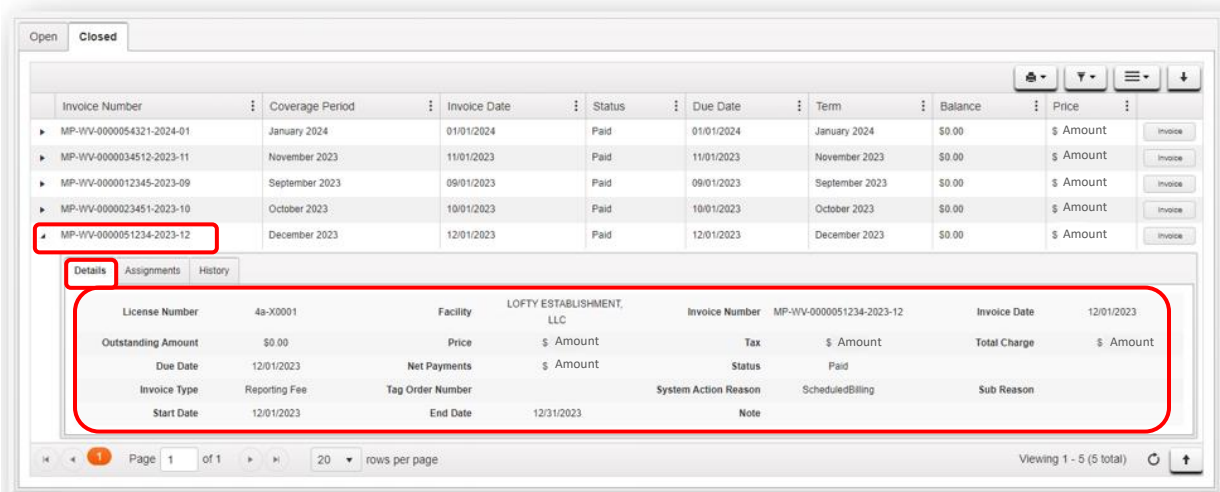 Open Closed
Invoice Number Coverage Period Invoice Date Status Due Date Term Balance Price
MP-WV-0000054321-2024-01 January 2024 01/01/2024 Paid 01/01/2024 January 2024 $0.00 $ Amount Invoice
MP-WV-0000034512-2023-11 November 2023 11/01/2023 Paid 11/01/2023 November 2023 $0.00 $ Amount Invoice
MP-WV-0000012345-2023-09 September 2023 09/01/2023 Paid 09/01/2023 September 2023 $0.00 $ Amount Invoice
MP-WV-0000023451-2023-10 October 2023 10/01/2023 Paid 10/01/2023 October 2023 $0.00 $ Amount Invoice
MP-WV-0000051234-2023-12 December 2023 12/01/2023 Paid 12/01/2023 December 2023 $0.00 $ Amount Invoice
Details Assignments History
License Number 4a-X0001 Facility LOFTY ESTABLISHMENT, LLC Invoice Number MP-WV-0000051234-2023-12 Invoice Date 12/01/2023
Outstanding Amount $0.00 Price $ Amount Tax $ Amount Total Charge $ Amount
Due Date 12/01/2023 Net Payments $ Amount Status Paid
Invoice Type Reporting Fee Tag Order Number System Action Reason ScheduledBilling Sub Reason
Start Date 12/01/2023 End Date 12/31/2023 Note
1 Page 1 of 1 20 rows per page Viewing 1 - 5 (5 total)